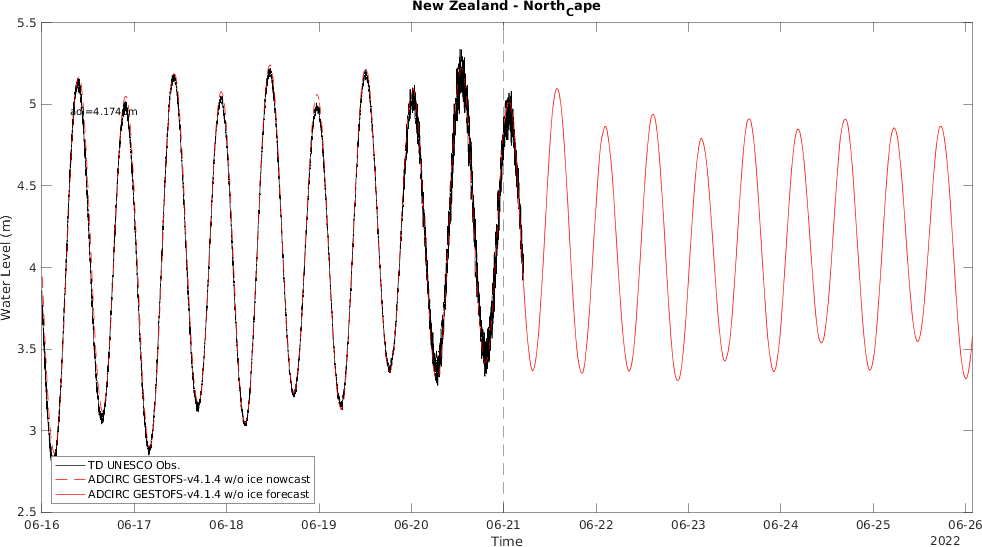 New Zealand - NorthCape
5.5
5
4.5
4
3.5
3
2.5
Water Level (m)
adj=4.174 m
TD UNESCO Obs.
ADCIRC GESTOFS-v4.1.4 w/o ice nowcast
ADCIRC GESTOFS-v4.1.4 w/o ice forecast
06-16 06-17 06-18 06-19 06-20 06-21 06-22 06-23 06-24 06-25 06-26
Time
2022